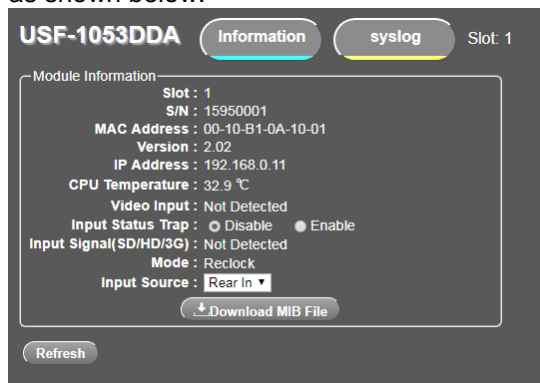 as shown below.
USF-1053DDA Information syslog Slot: 1
Module Information
Slot : 1
S/N : 15950001
MAC Address : 00-10-B1-0A-10-01
Version : 2.02
IP Address : 192.168.0.11
CPU Temperature : 32.9 ℃
Video Input : Not Detected
Input Status Trap : Disable Enable
Input Signal(SD/HD/3G) : Not Detected
Mode : Reclock
Input Source : Rear In
Download MIB File
Refresh